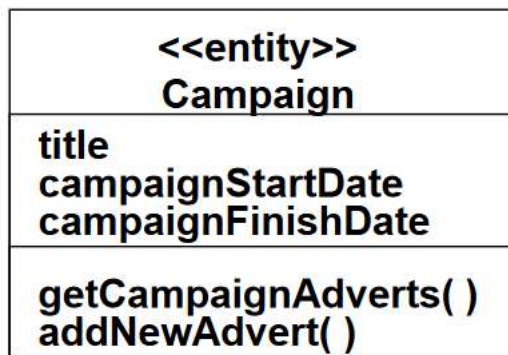 <<entity>>
Campaign
title
campaignStartDate
campaignFinishDate
getCampaignAdverts( )
addNewAdvert( )